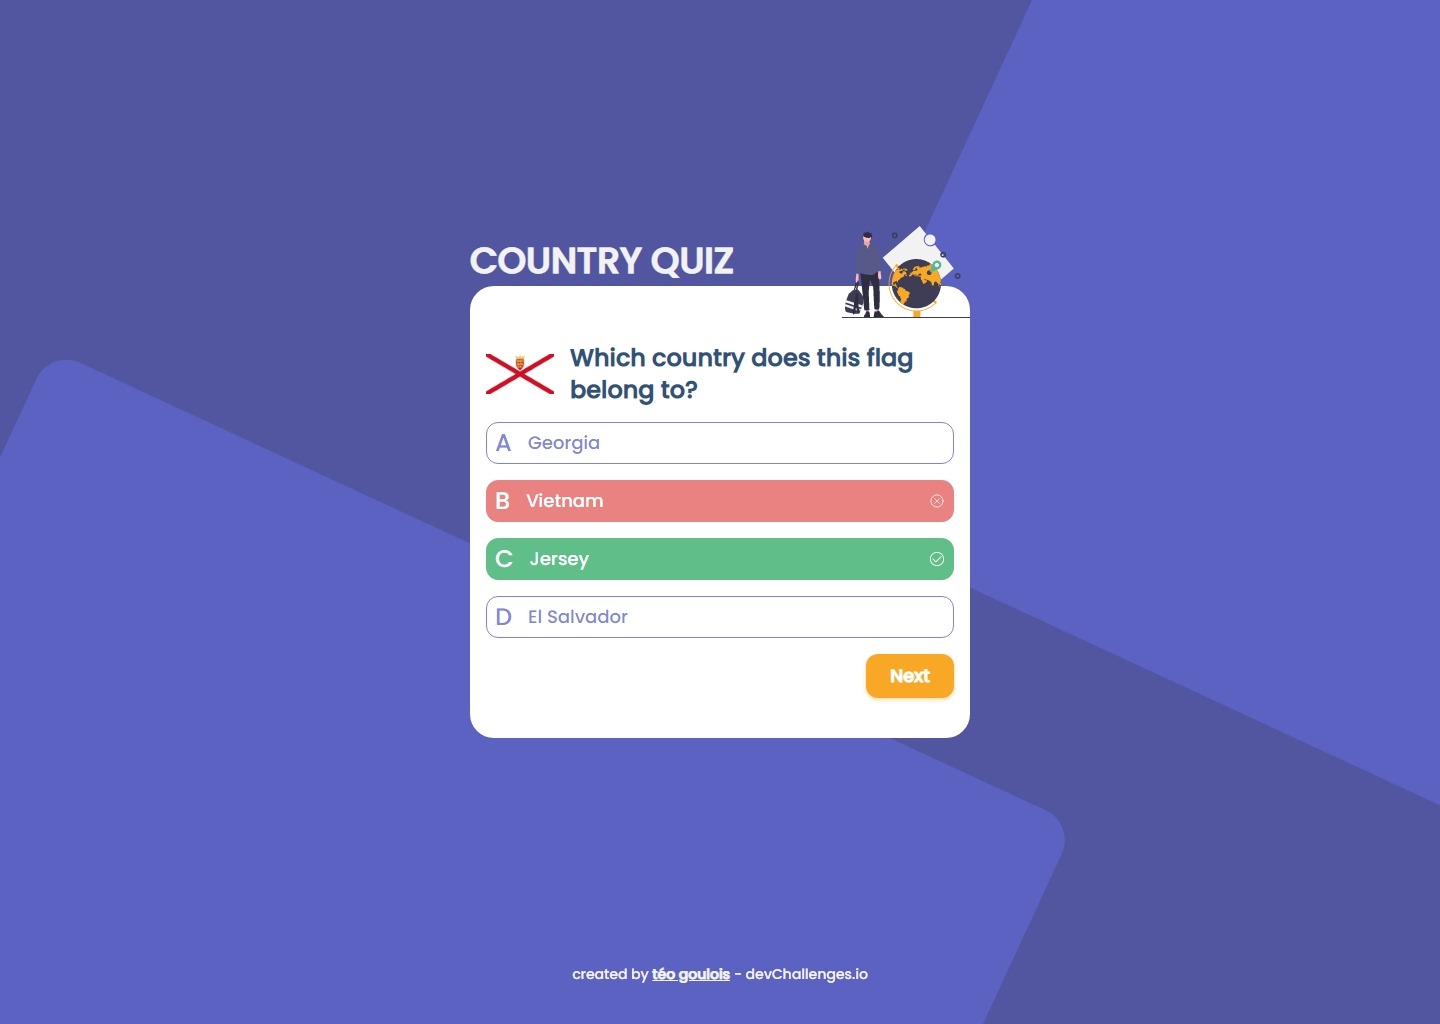 COUNTRY QUIZ
Which country does this flag
belong to?
A Georgia
B Vietnam
C Jersey
D El Salvador
Next
created by téo goulois - devChallenges.io